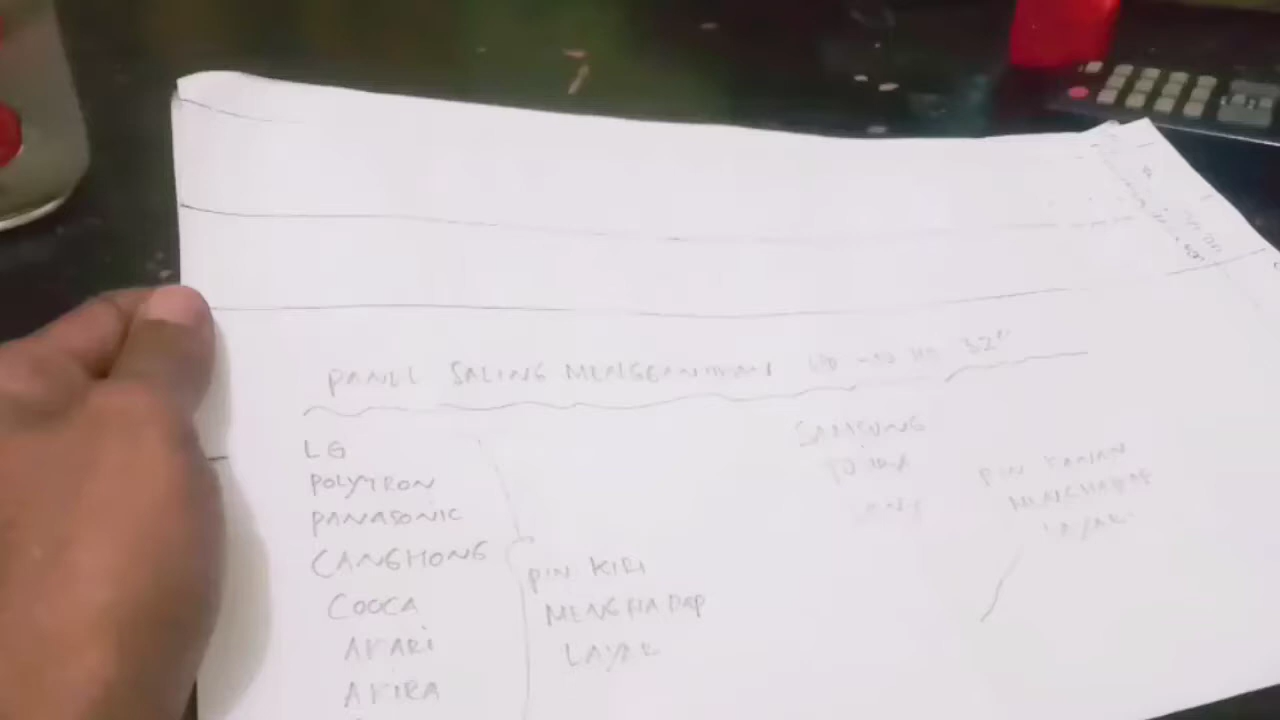 PANEL SALING MENGGANTIKAN 32"
LG
POLYTRON
PANASONIC
CANGHONG
COOCA
AKARI
AKIRA
PIN KIRI
MENGHADAP
LAYAR
SAMSUNG
PIN KANAN
MENGHADAP
LAYAR